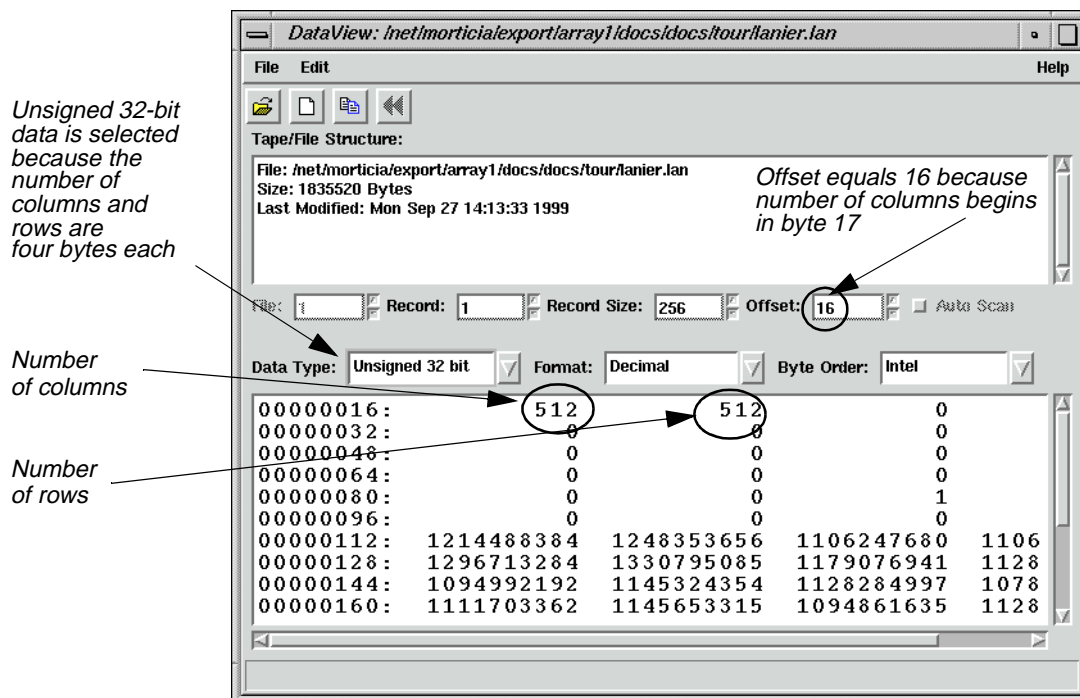 DataView: /net/morticia/export/array1/docs/docs/tour/lanier.lan
File Edit Help
Unsigned 32-bit
data is selected
because the
number of
columns and
rows are
four bytes each
Tape/File Structure:
File: /net/morticia/export/array1/docs/docs/tour/lanier.lan
Size: 1835520 Bytes
Last Modified: Mon Sep 27 14:13:33 1999
Offset equals 16 because
number of columns begins
in byte 17
File: 1 Record: 1 Record Size: 256 Offset: 16 Auto Scan
Number
of columns
Data Type: Unsigned 32 bit Format: Decimal Byte Order: Intel
00000016: 512 512 0
00000032: 0 0 0
00000048: 0 0 0
00000064: 0 0 0
00000080: 0 0 1
00000096: 0 0 0
00000112: 1214488384 1248353656 1106247680 1106
00000128: 1296713284 1330795085 1179076941 1128
00000144: 1094992192 1145324354 1128284997 1078
00000160: 1111703362 1145653315 1094861635 1128
Number
of rows